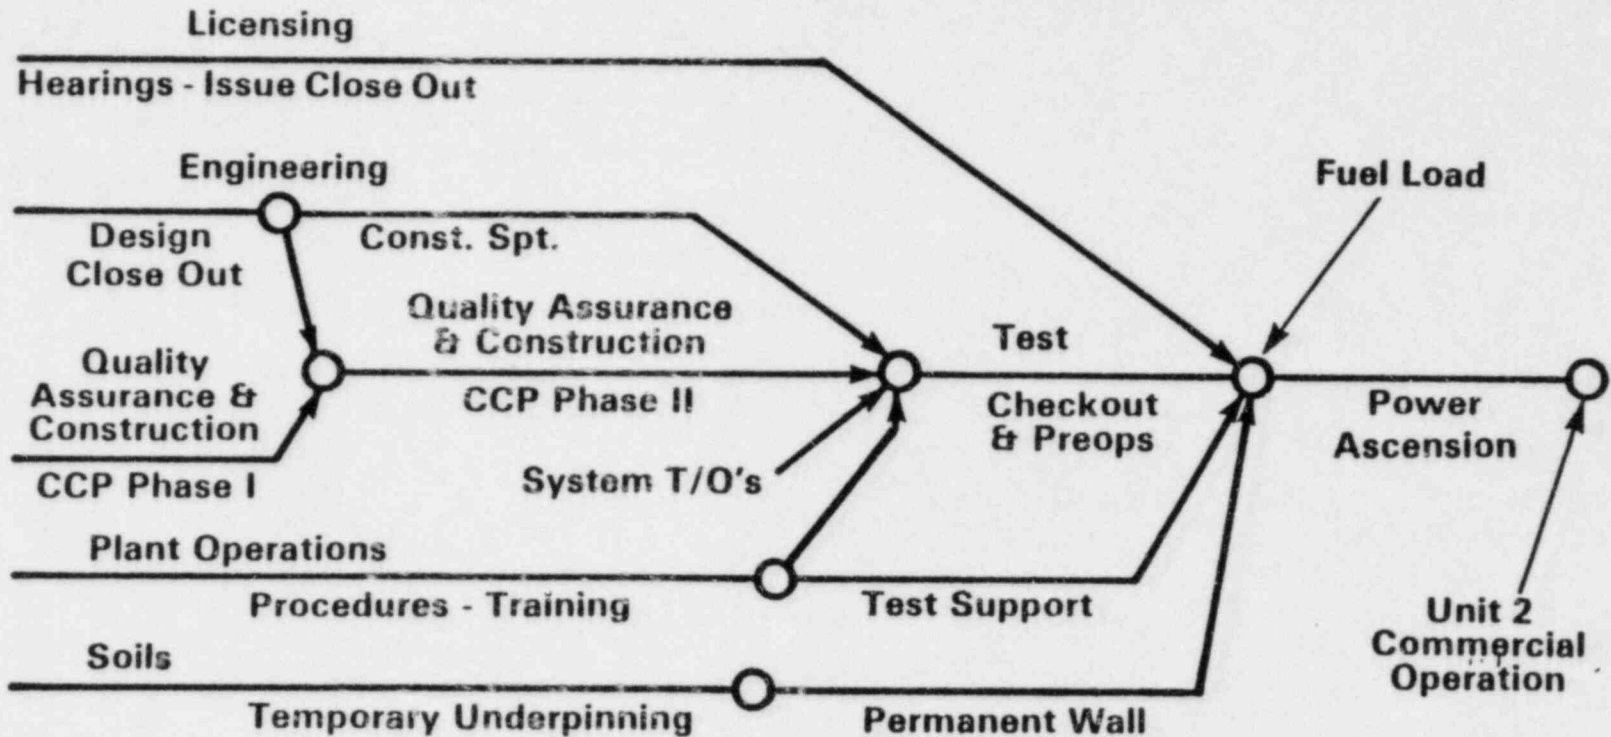 Licensing
Hearings - Issue Close Out
Engineering
Fuel Load
Design
Close Out
Const. Spt.
Quality Assurance
& Construction
Test
Quality
Assurance &
Construction
CCP Phase II
Checkout
& Preops
Power
Ascension
CCP Phase I
System T/O's
Plant Operations
Procedures - Training
Test Support
Unit 2
Commercial
Operation
Soils
Temporary Underpinning
Permanent Wall